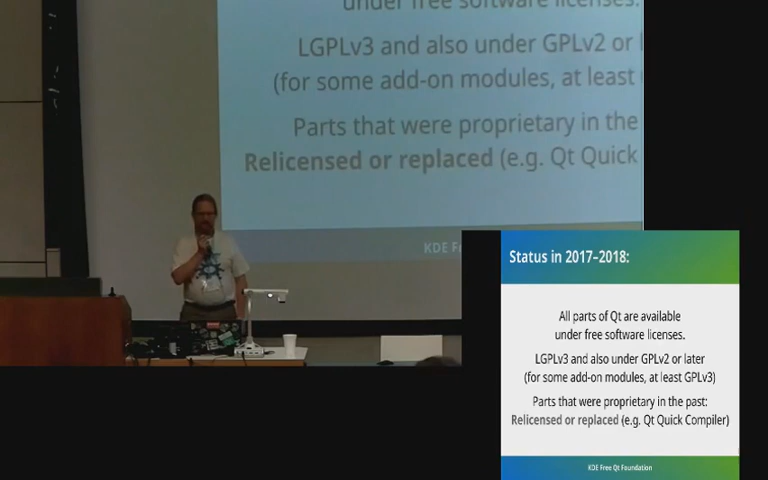 under free software licenses.
LGPLv3 and also under GPLv2 or
(for some add-on modules, at least
Parts that were proprietary in the
Relicensed or replaced (e.g. Qt Quick
KDE
Status in 2017–2018:
All parts of Qt are available
under free software licenses.
LGPLv3 and also under GPLv2 or later
(for some add-on modules, at least GPLv3)
Parts that were proprietary in the past:
Relicensed or replaced (e.g. Qt Quick Compiler)
KDE Free Qt Foundation